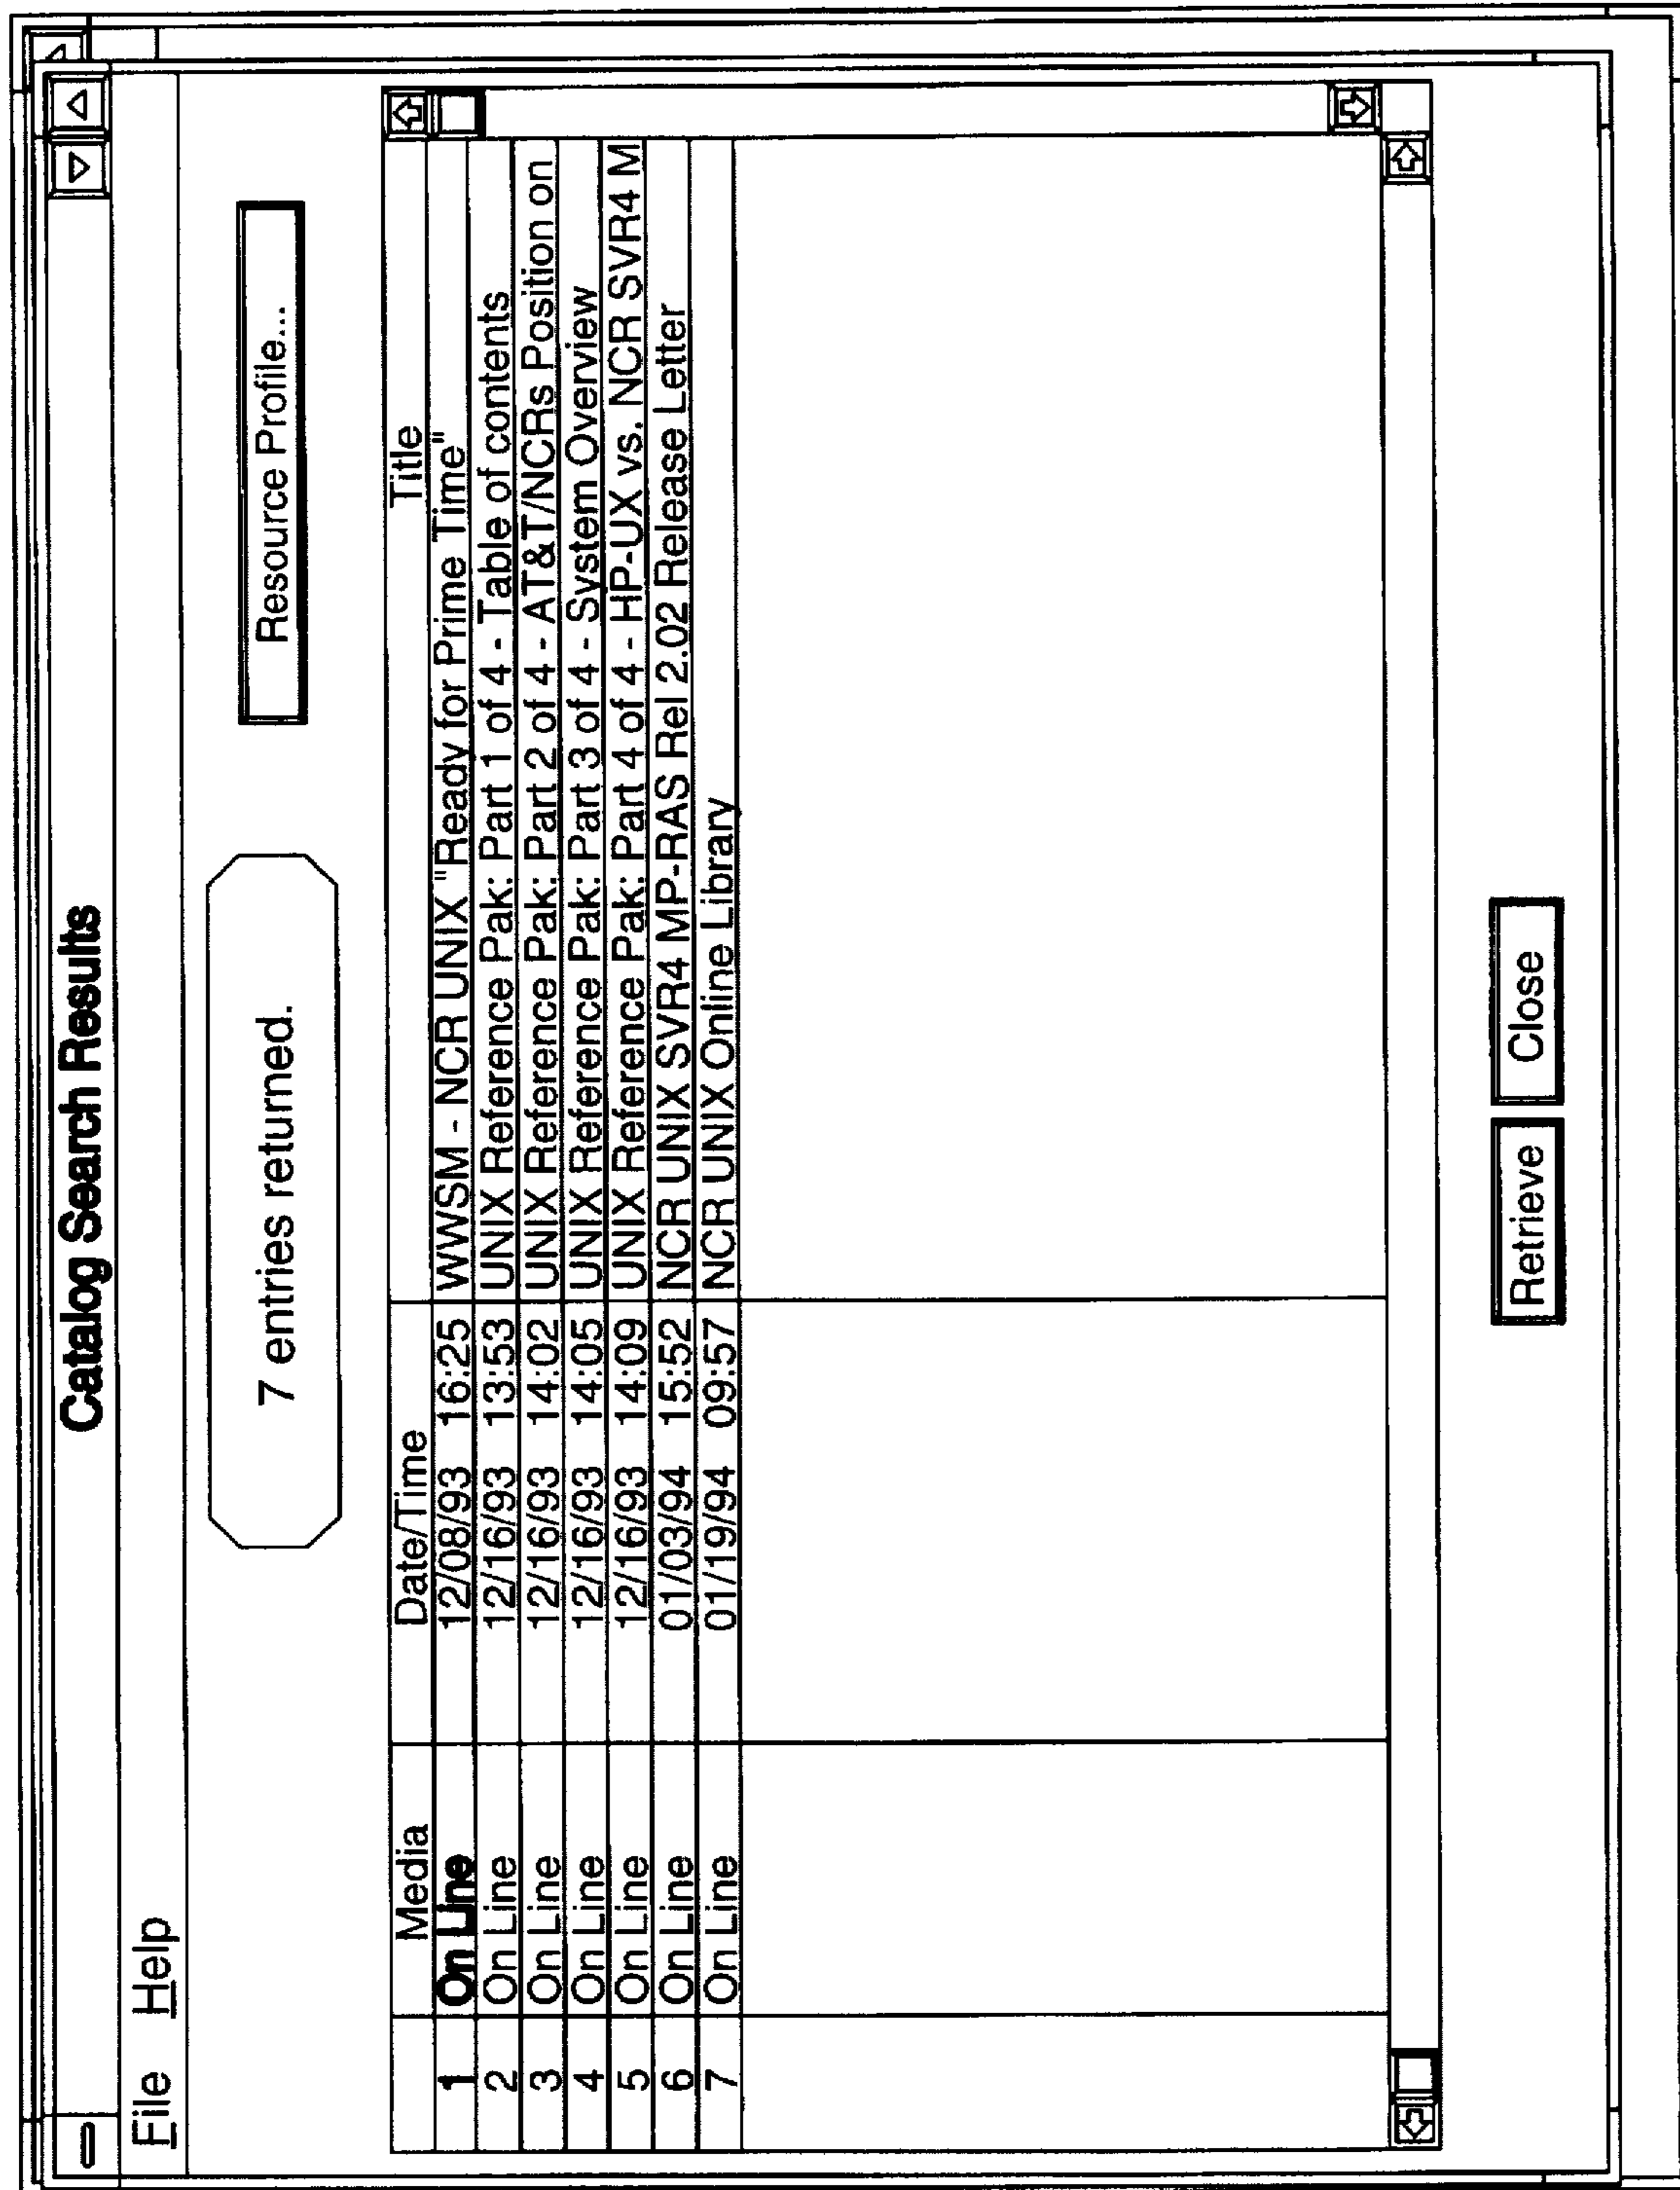 Catalog Search Results
File Help
7 entries returned.
Resource Profile...
Media Date/Time Title
1 On Line 12/08/93 16:25 WWSM - NCR UNIX "Ready for Prime Time"
2 On Line 12/16/93 13:53 UNIX Reference Pak: Part 1 of 4 - Table of contents
3 On Line 12/16/93 14:02 UNIX Reference Pak: Part 2 of 4 - AT&T/NCRs Position on
4 On Line 12/16/93 14:05 UNIX Reference Pak: Part 3 of 4 - System Overview
5 On Line 12/16/93 14:09 UNIX Reference Pak: Part 4 of 4 - HP-UX vs. NCR SVR4 M
6 On Line 01/03/94 15:52 NCR UNIX SVR4 MP-RAS Rel 2.02 Release Letter
7 On Line 01/19/94 09:57 NCR UNIX Online Library
Retrieve Close